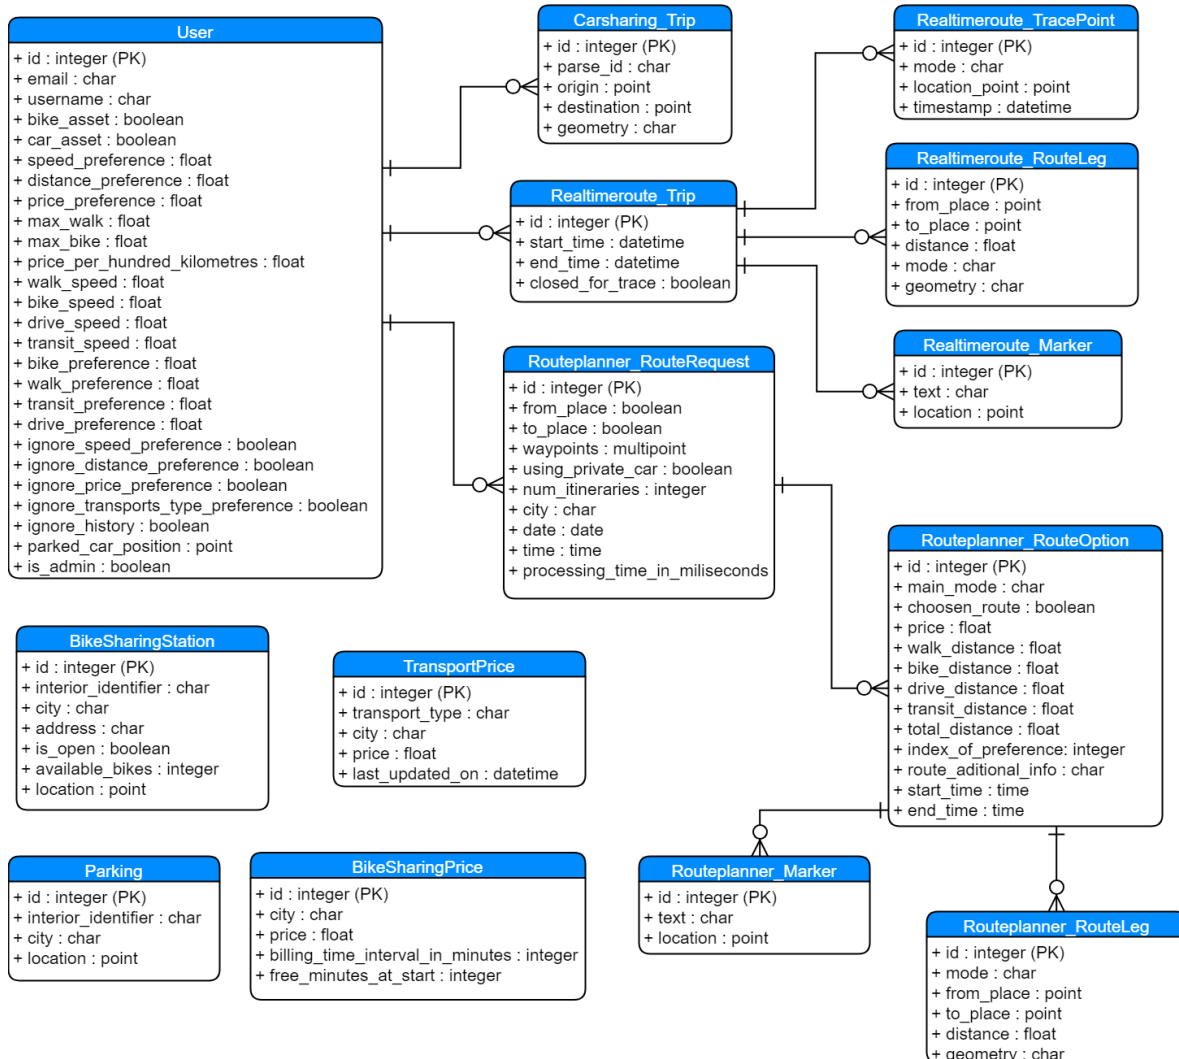 User
+ id : integer (PK)
+ email : char
+ username : char
+ bike_asset : boolean
+ car_asset : boolean
+ speed_preference : float
+ distance_preference : float
+ price_preference : float
+ max_walk : float
+ max_bike : float
+ price_per_hundred_kilometres : float
+ walk_speed : float
+ bike_speed : float
+ drive_speed : float
+ transit_speed : float
+ bike_preference : float
+ walk_preference : float
+ transit_preference : float
+ drive_preference : float
+ ignore_speed_preference : boolean
+ ignore_distance_preference : boolean
+ ignore_price_preference : boolean
+ ignore_transports_type_preference : boolean
+ ignore_history : boolean
+ parked_car_position : point
+ is_admin : boolean
Carsharing_Trip
+ id : integer (PK)
+ parse_id : char
+ origin : point
+ destination : point
+ geometry : char
Realtimeroute_TracePoint
+ id : integer (PK)
+ mode : char
+ location_point : point
+ timestamp : datetime
Realtimeroute_Trip
+ id : integer (PK)
+ start_time : datetime
+ end_time : datetime
+ closed_for_trace : boolean
Realtimeroute_RouteLeg
+ id : integer (PK)
+ from_place : point
+ to_place : point
+ distance : float
+ mode : char
+ geometry : char
Realtimeroute_Marker
+ id : integer (PK)
+ text : char
+ location : point
Routeplanner_RouteRequest
+ id : integer (PK)
+ from_place : boolean
+ to_place : boolean
+ waypoints : multipoint
+ using_private_car : boolean
+ num_itineraries : integer
+ city : char
+ date : date
+ time : time
+ processing_time_in_miliseconds
Routeplanner_RouteOption
+ id : integer (PK)
+ main_mode : char
+ choosen_route : boolean
+ price : float
+ walk_distance : float
+ bike_distance : float
+ drive_distance : float
+ transit_distance : float
+ total_distance : float
+ index_of_preference: integer
+ route_aditional_info : char
+ start_time : time
+ end_time : time
BikeSharingStation
+ id : integer (PK)
+ interior_identifier : char
+ city : char
+ address : char
+ is_open : boolean
+ available_bikes : integer
+ location : point
TransportPrice
+ id : integer (PK)
+ transport_type : char
+ city : char
+ price : float
+ last_updated_on : datetime
Parking
+ id : integer (PK)
+ interior_identifier : char
+ city : char
+ location : point
BikeSharingPrice
+ id : integer (PK)
+ city : char
+ price : float
+ billing_time_interval_in_minutes : integer
+ free_minutes_at_start : integer
Routeplanner_Marker
+ id : integer (PK)
+ text : char
+ location : point
Routeplanner_RouteLeg
+ id : integer (PK)
+ mode : char
+ from_place : point
+ to_place : point
+ distance : float
+ geometry : char